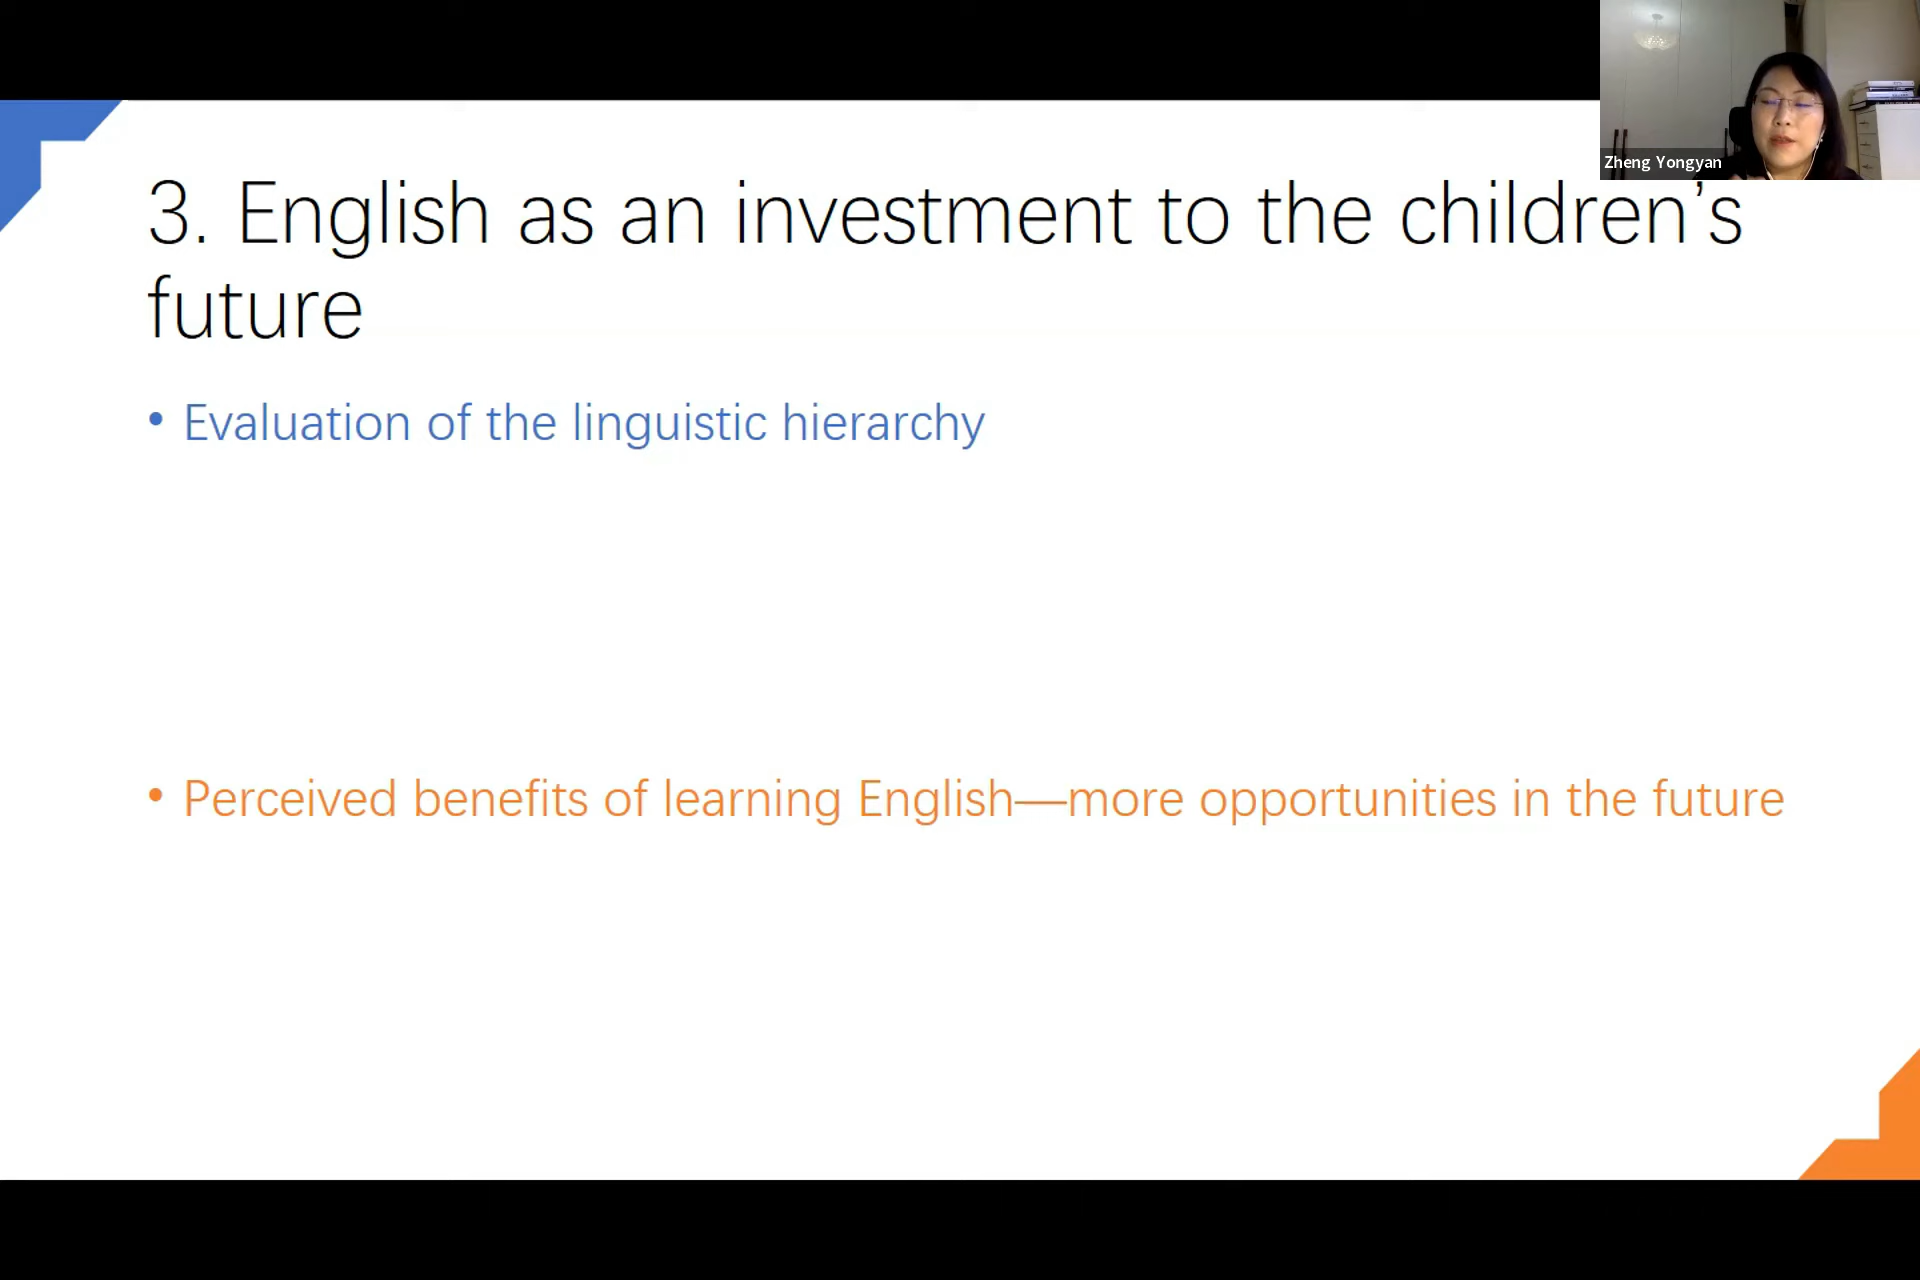 Zheng Yongyan
3. English as an investment to the children’s
future
• Evaluation of the linguistic hierarchy
• Perceived benefits of learning English—more opportunities in the future